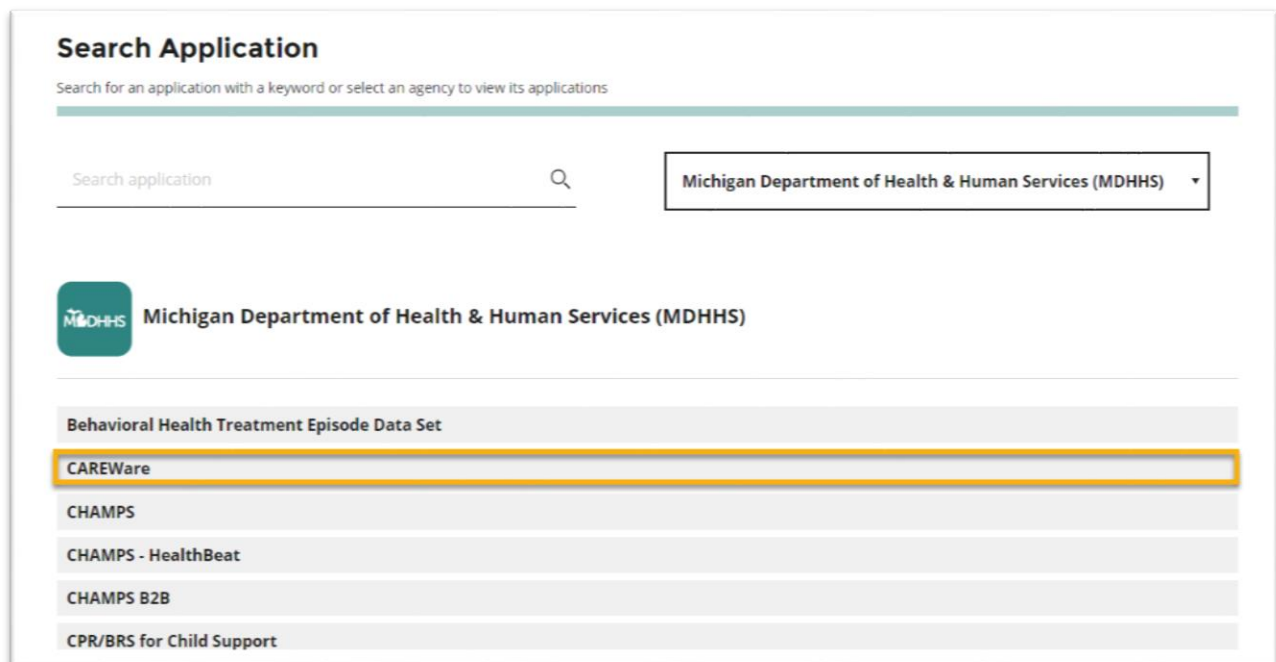 Search Application
Search for an application with a keyword or select an agency to view its applications
Search application
Michigan Department of Health & Human Services (MDHHS)
MDHHS
Michigan Department of Health & Human Services (MDHHS)
Behavioral Health Treatment Episode Data Set
CAREWare
CHAMPS
CHAMPS - HealthBeat
CHAMPS B2B
CPR/BRS for Child Support